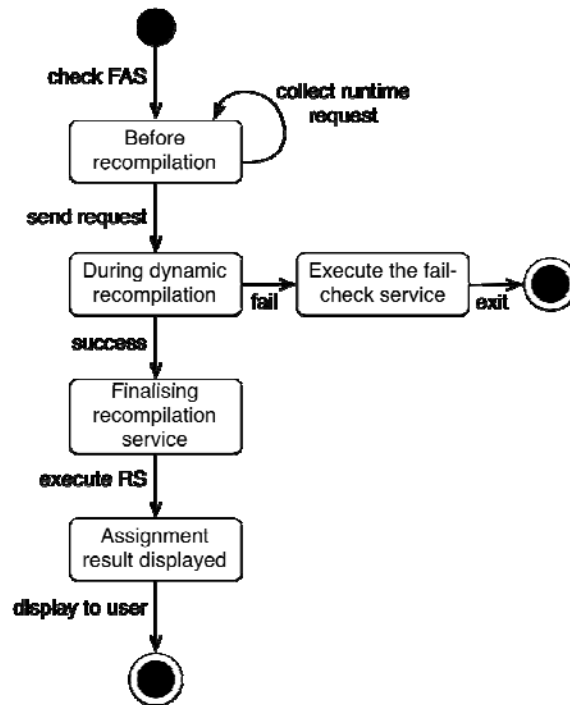 check FAS
collect runtime
request
Before
recompilation
send request
During dynamic
recompilation
fail
Execute the fail-
check service
exit
success
Finalising
recompilation
service
execute RS
Assignment
result displayed
display to user